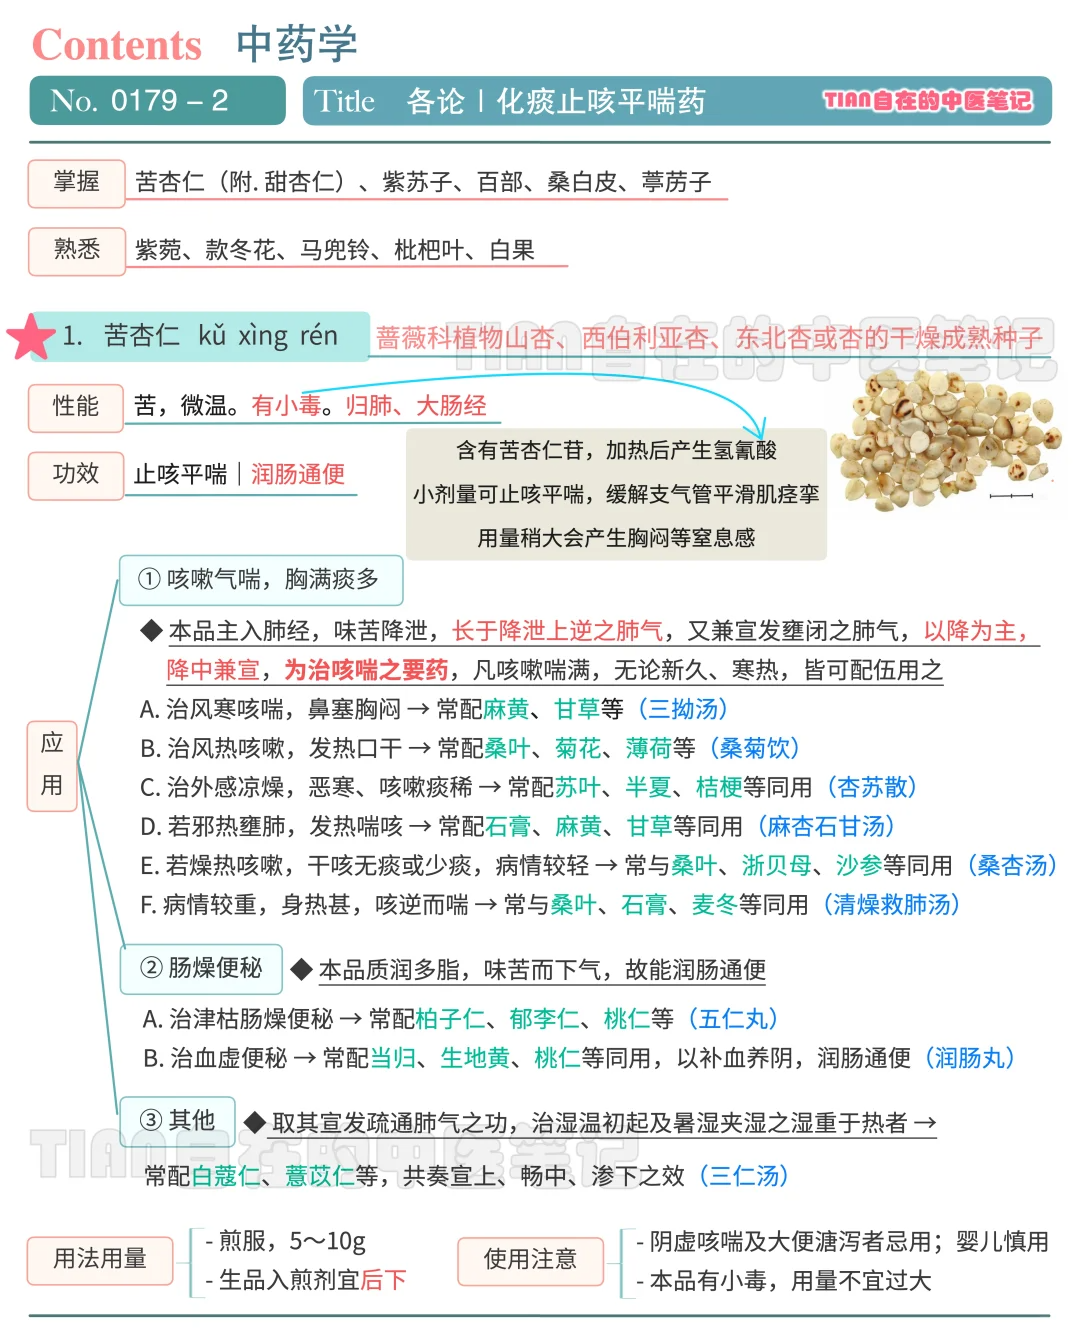 Contents 中药学
No. 0179 – 2 Title 各论 | 化痰止咳平喘药 TIAN自在的中医笔记
掌握 苦杏仁（附. 甜杏仁）、紫苏子、百部、桑白皮、葶苈子
熟悉 紫菀、款冬花、马兜铃、枇杷叶、白果
1. 苦杏仁 kǔ xìng rén 蔷薇科植物山杏、西伯利亚杏、东北杏或杏的干燥成熟种子
TIAN自在的中医笔记
性能 苦，微温。有小毒。归肺、大肠经
功效 止咳平喘｜润肠通便
含有苦杏仁苷，加热后产生氢氰酸
小剂量可止咳平喘，缓解支气管平滑肌痉挛
用量稍大会产生胸闷等窒息感
应用
① 咳嗽气喘，胸满痰多
◆ 本品主入肺经，味苦降泄，长于降泄上逆之肺气，又兼宣发壅闭之肺气，以降为主，
降中兼宣，为治咳喘之要药，凡咳嗽喘满，无论新久、寒热，皆可配伍用之
A. 治风寒咳喘，鼻塞胸闷 → 常配麻黄、甘草等（三拗汤）
B. 治风热咳嗽，发热口干 → 常配桑叶、菊花、薄荷等（桑菊饮）
C. 治外感凉燥，恶寒、咳嗽痰稀 → 常配苏叶、半夏、桔梗等同用（杏苏散）
D. 若邪热壅肺，发热喘咳 → 常配石膏、麻黄、甘草等同用（麻杏石甘汤）
E. 若燥热咳嗽，干咳无痰或少痰，病情较轻 → 常与桑叶、浙贝母、沙参等同用（桑杏汤）
F. 病情较重，身热甚，咳逆而喘 → 常与桑叶、石膏、麦冬等同用（清燥救肺汤）
② 肠燥便秘 ◆ 本品质润多脂，味苦而下气，故能润肠通便
A. 治津枯肠燥便秘 → 常配柏子仁、郁李仁、桃仁等（五仁丸）
B. 治血虚便秘 → 常配当归、生地黄、桃仁等同用，以补血养阴，润肠通便（润肠丸）
③ 其他 ◆ 取其宣发疏通肺气之功，治湿温初起及暑湿夹湿之湿重于热者 →
TIAN自在的中医笔记
常配白蔻仁、薏苡仁等，共奏宣上、畅中、渗下之效（三仁汤）
用法用量
- 煎服，5～10g
- 生品入煎剂宜后下
使用注意
- 阴虚咳喘及大便溏泻者忌用；婴儿慎用
- 本品有小毒，用量不宜过大